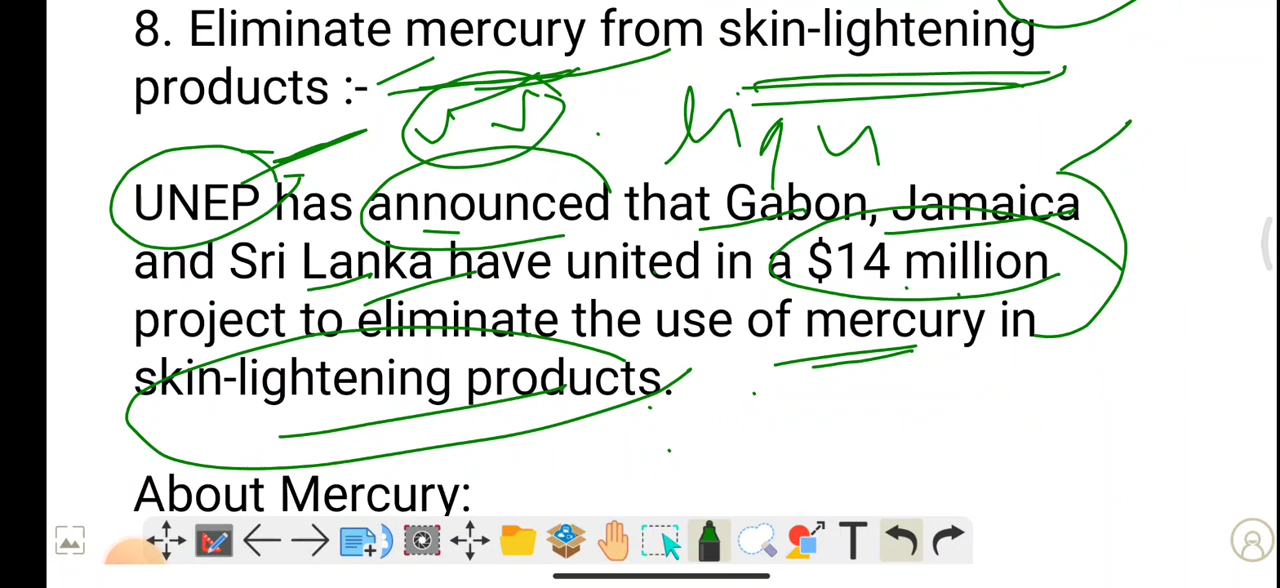 8. Eliminate mercury from skin-lightening
products :-
UNEP has announced that Gabon, Jamaica
and Sri Lanka have united in a $14 million
project to eliminate the use of mercury in
skin-lightening products.
About Mercury:
T